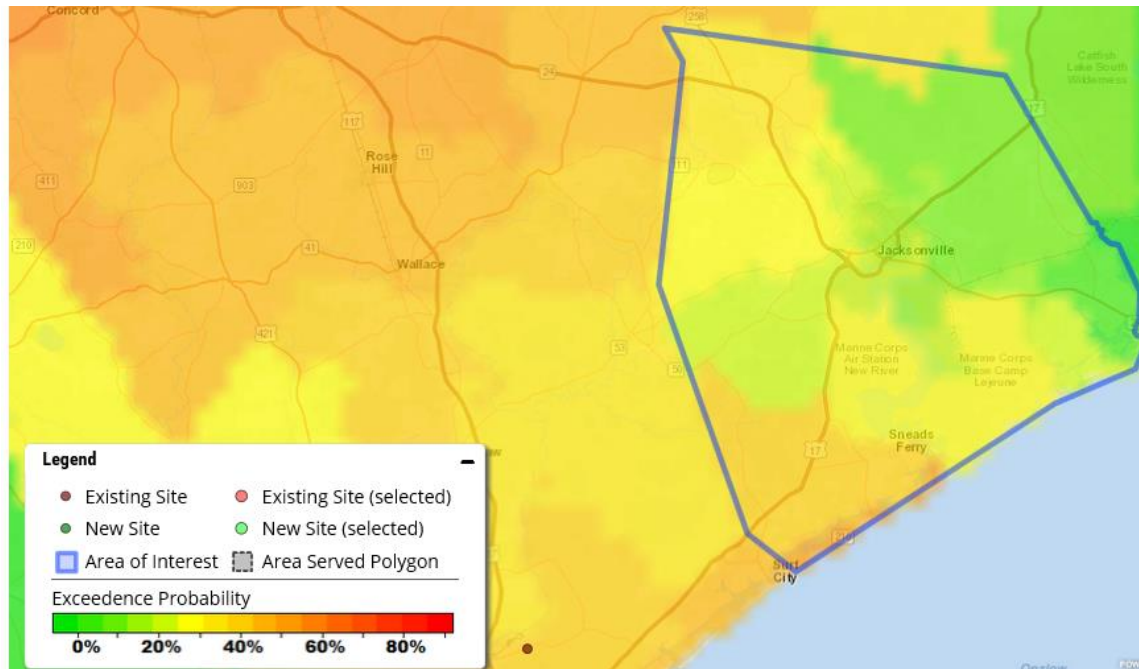 Concord
258
Catfish
Lake South
Wilderness
24
17
117
Rose
Hill
11
11
411
903
210
41
Wallace
Jacksonville
421
53
50
Marine Corps
Air Station
New River
Marine Corps
Base Camp
Lejeune
Sneads
Ferry
17
Surf
City
Onslow
Legend
Existing Site
Existing Site (selected)
New Site
New Site (selected)
Area of Interest
Area Served Polygon
Exceedence Probability
0% 20% 40% 60% 80%